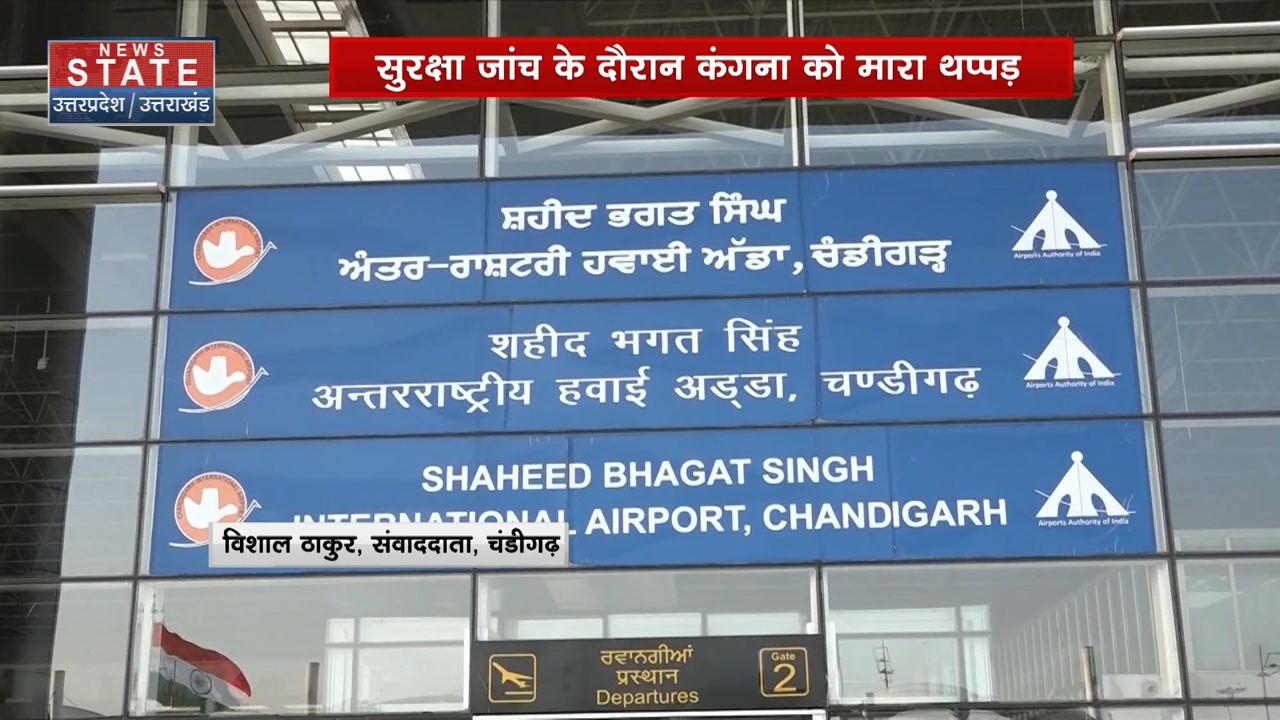 NEWS
STATE
उत्तरप्रदेश/उत्तराखंड
सुरक्षा जांच के दौरान कंगना को मारा थप्पड़
ਸ਼ਹੀਦ ਭਗਤ ਸਿੰਘ
ਅੰਤਰ-ਰਾਸ਼ਟਰੀ ਹਵਾਈ ਅੱਡਾ, ਚੰਡੀਗੜ੍ਹ
Airports Authority of India
शहीद भगत सिंह
अन्तरराष्ट्रीय हवाई अड्डा, चण्डीगढ़
Airports Authority of India
SHAHEED BHAGAT SINGH
INTERNATIONAL AIRPORT, CHANDIGARH
Airports Authority of India
विशाल ठाकुर, संवाददाता, चंडीगढ़
ਰਵਾਨਗੀਆਂ
प्रस्थान
Departures
Gate
2